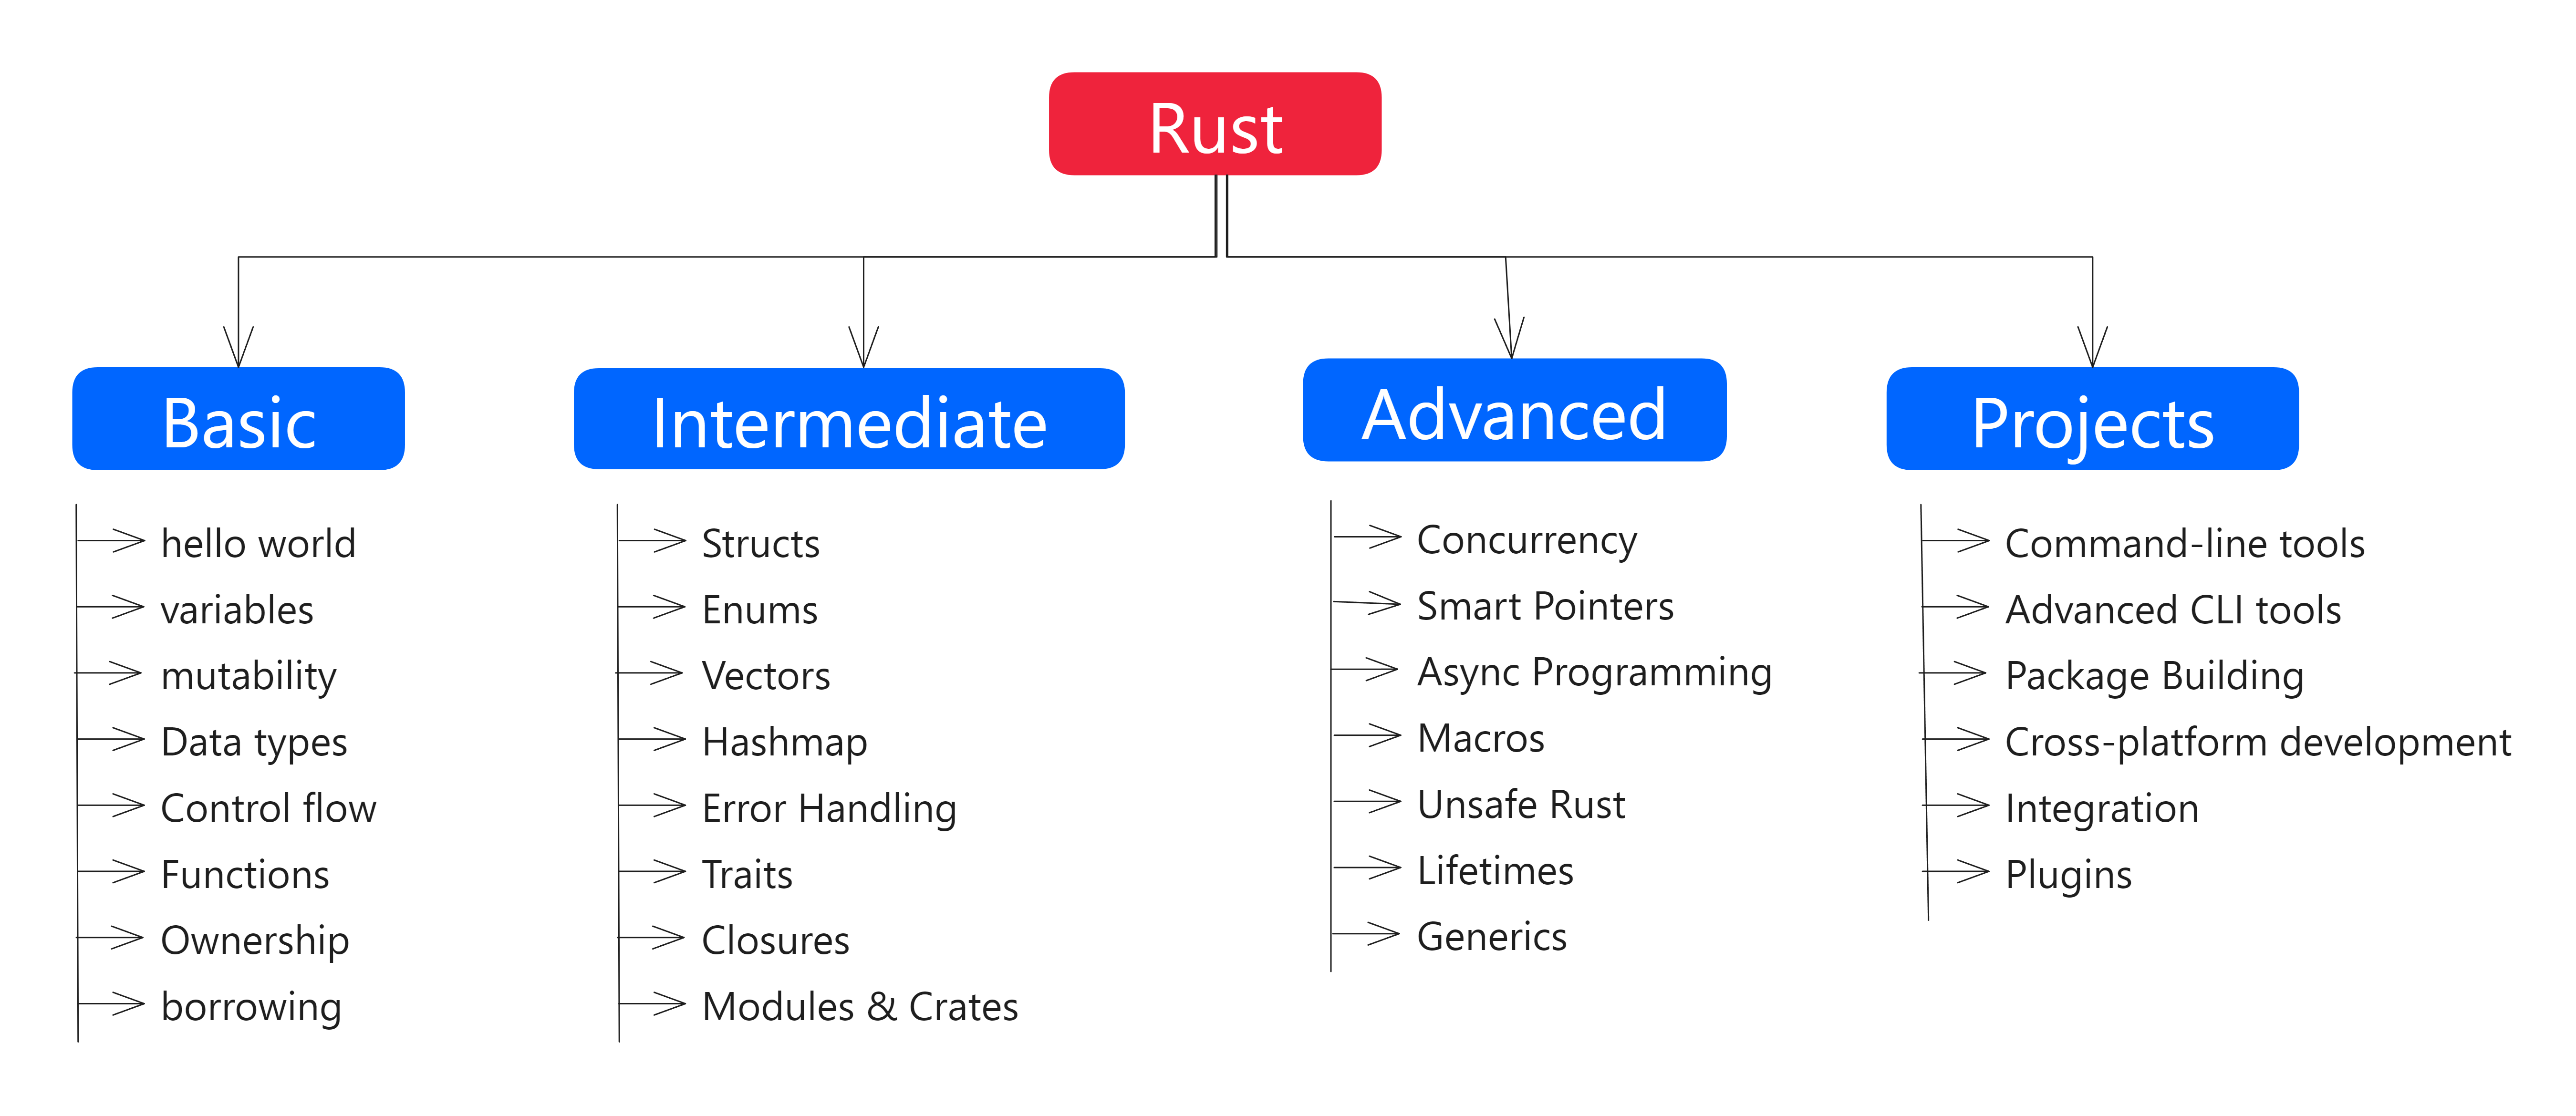 Rust
Basic
hello world
variables
mutability
Data types
Control flow
Functions
Ownership
borrowing
Intermediate
Structs
Enums
Vectors
Hashmap
Error Handling
Traits
Closures
Modules & Crates
Advanced
Concurrency
Smart Pointers
Async Programming
Macros
Unsafe Rust
Lifetimes
Generics
Projects
Command-line tools
Advanced CLI tools
Package Building
Cross-platform development
Integration
Plugins